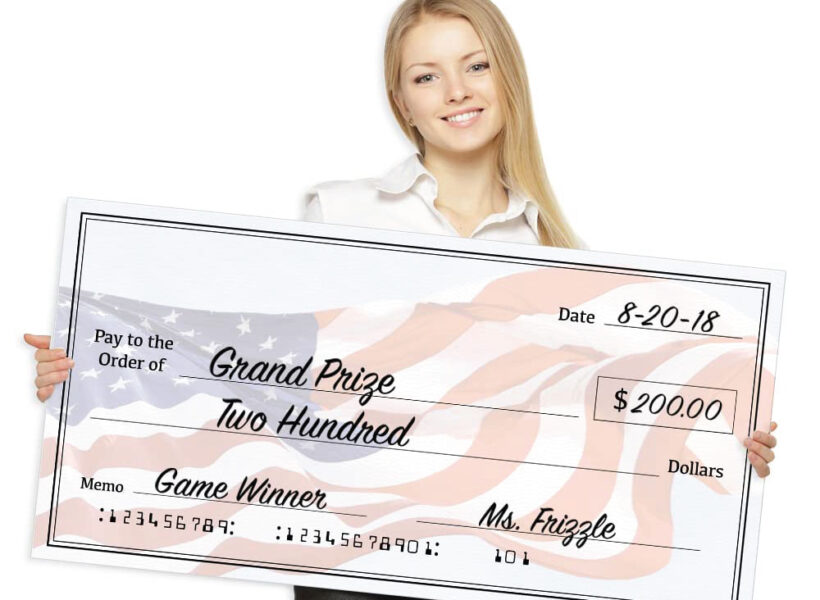 Date 8-20-18
Pay to the
Order of Grand Prize $200.00
Two Hundred Dollars
Memo Game Winner Ms. Frizzle
⑆123456789⑆ ⑆12345678901⑆ 101